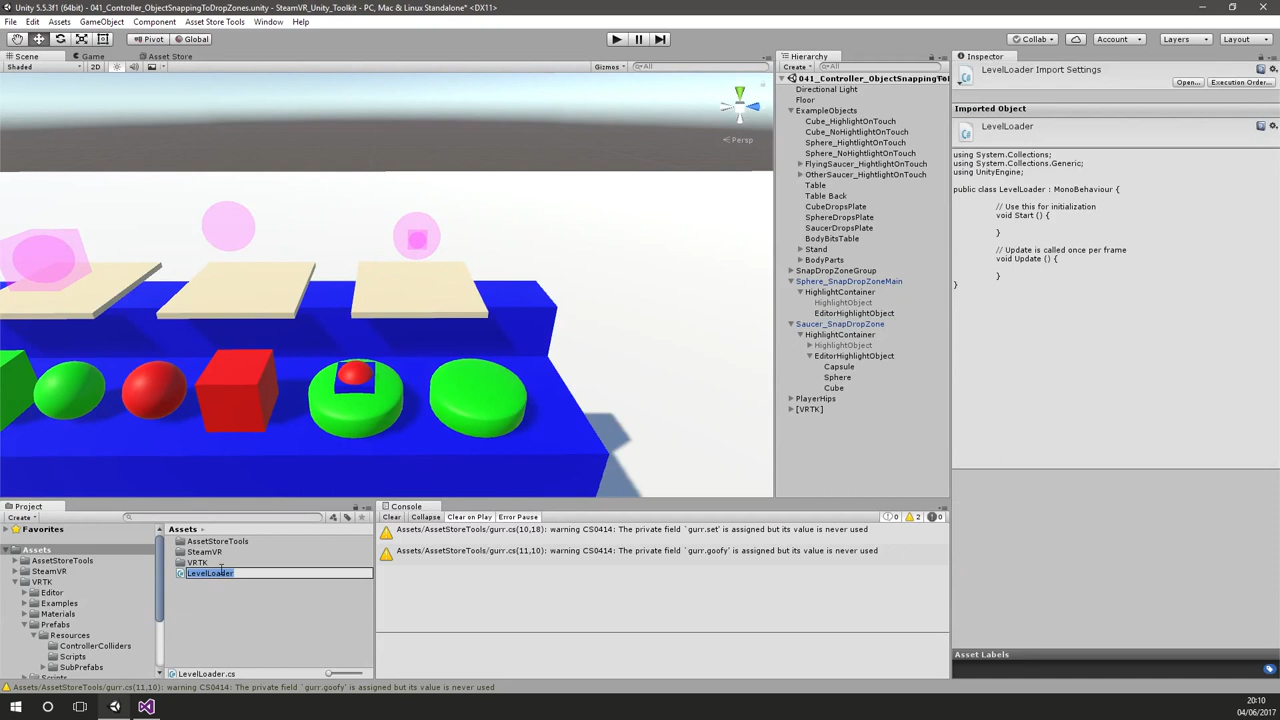 Unity 5.5.3f1 (64bit) - 041_Controller_ObjectSnappingToDropZones.unity - SteamVR_Unity_Toolkit - PC, Mac & Linux Standalone* <DX11>
File Edit Assets GameObject Component Asset Store Tools Window Help
Pivot Global Collab Account Layers Layout
Scene Game Asset Store
Shaded 2D Gizmos All
Persp
Hierarchy
Create All
041_Controller_ObjectSnappingTo
Directional Light
Floor
ExampleObjects
Cube_HighlightOnTouch
Cube_NoHightlightOnTouch
Sphere_HightlightOnTouch
Sphere_NoHightlightOnTouch
FlyingSaucer_HightlightOnTouch
OtherSaucer_HightlightOnTouch
Table
Table Back
CubeDropsPlate
SphereDropsPlate
SaucerDropsPlate
BodyBitsTable
Stand
BodyParts
SnapDropZoneGroup
Sphere_SnapDropZoneMain
HighlightContainer
HighlightObject
EditorHighlightObject
Saucer_SnapDropZone
HighlightContainer
HighlightObject
EditorHighlightObject
Capsule
Sphere
Cube
PlayerHips
[VRTK]
Inspector
LevelLoader Import Settings
Open... Execution Order...
Imported Object
LevelLoader
using System.Collections;
using System.Collections.Generic;
using UnityEngine;
public class LevelLoader : MonoBehaviour {
// Use this for initialization
void Start () {
}
// Update is called once per frame
void Update () {
}
}
Asset Labels
Project
Create
Favorites
Assets
AssetStoreTools
SteamVR
VRTK
Editor
Examples
Materials
Prefabs
Resources
ControllerColliders
Scripts
SubPrefabs
Scripts
Assets
AssetStoreTools
SteamVR
VRTK
LevelLoader
LevelLoader.cs
Console
Clear Collapse Clear on Play Error Pause 0 2 0
Assets/AssetStoreTools/gurr.cs(10,18): warning CS0414: The private field `gurr.set' is assigned but its value is never used
Assets/AssetStoreTools/gurr.cs(11,10): warning CS0414: The private field `gurr.goofy' is assigned but its value is never used
Assets/AssetStoreTools/gurr.cs(11,10): warning CS0414: The private field `gurr.goofy' is assigned but its value is never used
20:10
04/06/2017